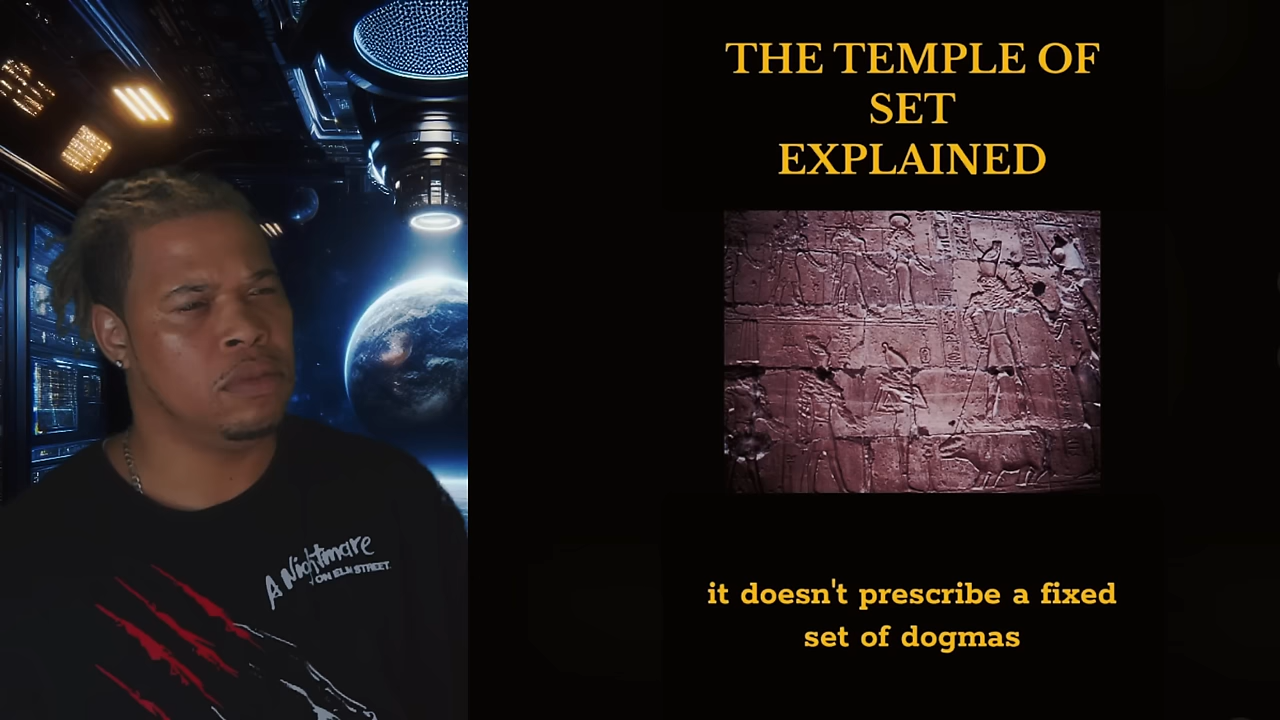 THE TEMPLE OF
SET
EXPLAINED
it doesn't prescribe a fixed
set of dogmas
A Nightmare
ON ELM STREET